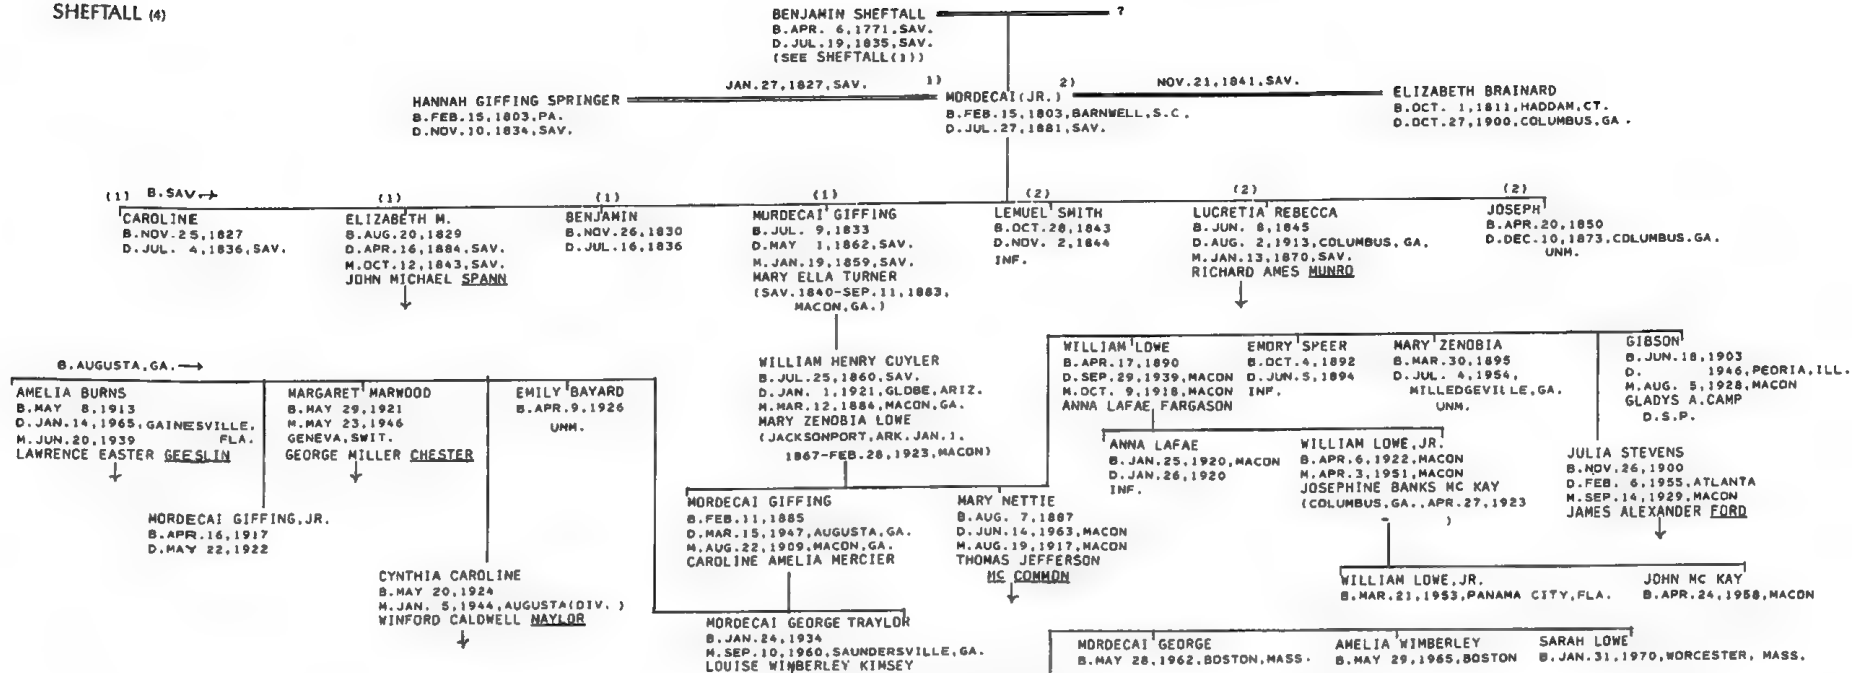 SHEFTALL (4)
BENJAMIN SHEFTALL ?
B.APR. 6,1771,SAV.
D.JUL.19,1835,SAV.
(SEE SHEFTALL(1))
JAN.27,1827,SAV.
1) 2)
NOV.21,1841,SAV.
HANNAH GIFFING SPRINGER
B.FEB.15,1803,PA.
D.NOV.10,1834,SAV.
MORDECAI(JR.)
B.FEB.15,1803,BARNWELL,S.C.
D.JUL.27,1881,SAV.
ELIZABETH BRAINARD
B.OCT. 1,1811,HADDAM,CT.
D.OCT.27,1900,COLUMBUS,GA.
(1) B.SAV→
CAROLINE
B.NOV.25,1827
D.JUL. 4,1836,SAV.
(1)
ELIZABETH M.
B.AUG.20,1829
D.APR.16,1884,SAV.
M.OCT.12,1843,SAV.
JOHN MICHAEL SPANN
(1)
BENJAMIN
B.NOV.26,1830
D.JUL.16,1836
(1)
MURDECAI GIFFING
B.JUL. 9,1833
D.MAY 1,1862,SAV.
M.JAN.19,1859,SAV.
MARY ELLA TURNER
(SAV.1840-SEP.11,1883,
MACON,GA.)
(2)
LEMUEL SMITH
B.OCT.28,1843
D.NOV. 2,1844
INF.
(2)
LUCRETIA REBECCA
B.JUN. 8,1845
D.AUG. 2,1913,COLUMBUS,GA.
M.JAN.13,1870,SAV.
RICHARD AMES MUNRO
(2)
JOSEPH
B.APR.20,1850
D.DEC.10,1873,COLUMBUS.GA.
UNM.
WILLIAM HENRY CUYLER
B.JUL.25,1860,SAV.
D.JAN. 1,1921,GLOBE,ARIZ.
M.MAR.12,1884,MACON,GA.
MARY ZENOBIA LOWE
(JACKSONPORT,ARK.JAN.1.
1867-FEB.28,1923,MACON)
WILLIAM LOWE
B.APR.17,1890
D.SEP.29,1939,MACON
M.OCT. 9,1918,MACON
ANNA LAFAE FARGASON
EMORY SPEER
B.OCT.4,1892
D.JUN.5,1894
INF.
MARY ZENOBIA
B.MAR.30,1895
D.JUL. 4,1954,
MILLEDGEVILLE,GA.
UNM.
GIBSON
B.JUN.18,1903
D. 1946,PEORIA,ILL.
M.AUG. 5,1928,MACON
GLADYS A.CAMP
D.S.P.
B.AUGUSTA,GA.→
AMELIA BURNS
B.MAY 8,1913
D.JAN.14,1965,GAINESVILLE,
M.JUN.20,1939 FLA.
LAWRENCE EASTER GEESLIN
MARGARET MARWOOD
B.MAY 29,1921
M.MAY 23,1946
GENEVA,SWIT.
GEORGE MILLER CHESTER
EMILY BAYARD
B.APR.9,1926
UNM.
ANNA LAFAE
B.JAN.25,1920,MACON
D.JAN.26,1920
INF.
WILLIAM LOWE,JR.
B.APR.6,1922,MACON
M.APR.3,1951,MACON
JOSEPHINE BANKS MC KAY
(COLUMBUS,GA.,APR.27,1923
- )
JULIA STEVENS
B.NOV.26,1900
D.FEB. 6,1955,ATLANTA
M.SEP.14,1929,MACON
JAMES ALEXANDER FORD
MORDECAI GIFFING,JR.
B.APR.16,1917
D.MAY 22,1922
MORDECAI GIFFING
B.FEB.11,1885
D.MAR.15,1947,AUGUSTA,GA.
M.AUG.22,1909,MACON,GA.
CAROLINE AMELIA MERCIER
MARY NETTIE
B.AUG. 7,1887
D.JUN.14,1963,MACON
M.AUG.19,1917,MACON
THOMAS JEFFERSON
MC COMMON
CYNTHIA CAROLINE
B.MAY 20,1924
M.JAN. 5,1944,AUGUSTA(DIV. )
WINFORD CALDWELL NAYLOR
WILLIAM LOWE,JR.
B.MAR.21,1953,PANAMA CITY,FLA.
JOHN MC KAY
B.APR.24,1958,MACON
MORDECAI GEORGE TRAYLOR
B.JAN.24,1934
M.SEP.10,1960,SAUNDERSVILLE,GA.
LOUISE WIMBERLEY KIMSEY
MORDECAI GEORGE
B.MAY 28,1962,BOSTON,MASS.
AMELIA WIMBERLEY
B.MAY 29,1965,BOSTON
SARAH LOWE
B.JAN.31,1970,WORCESTER, MASS.